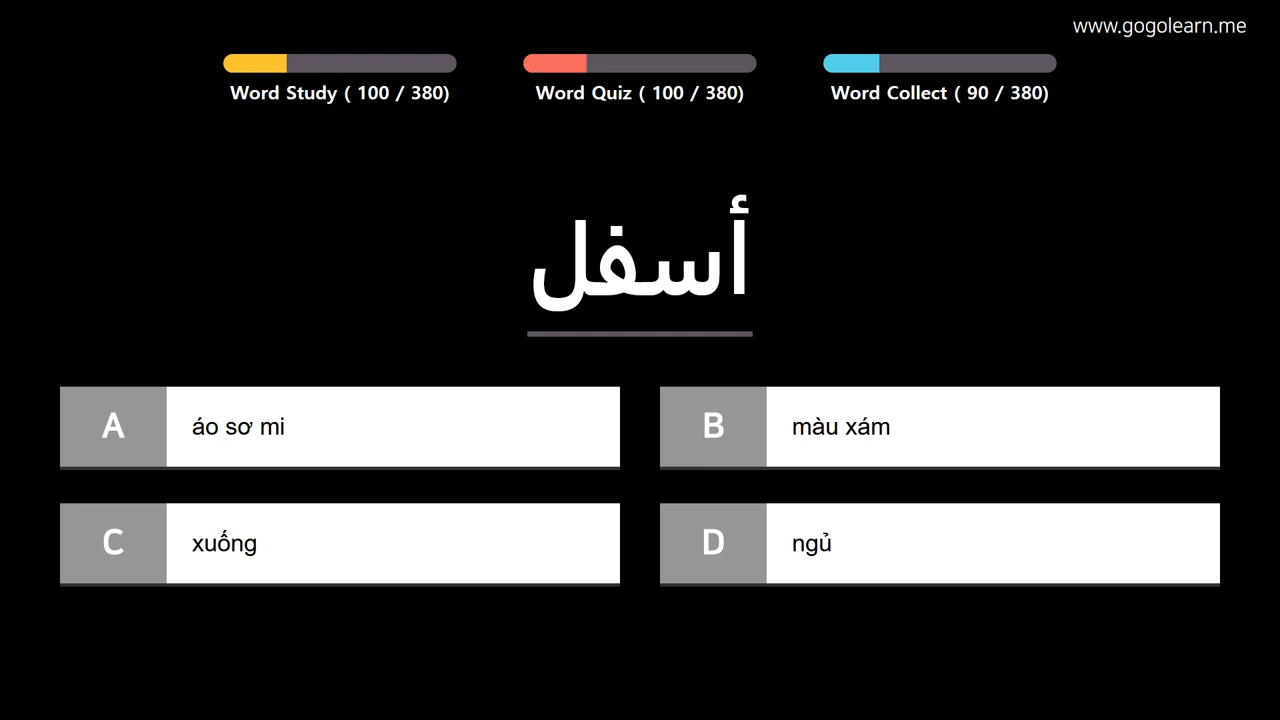 www.gogolearn.me
Word Study ( 100 / 380)
Word Quiz ( 100 / 380)
Word Collect ( 90 / 380)
أسفل
A áo sơ mi
B màu xám
C xuống
D ngủ